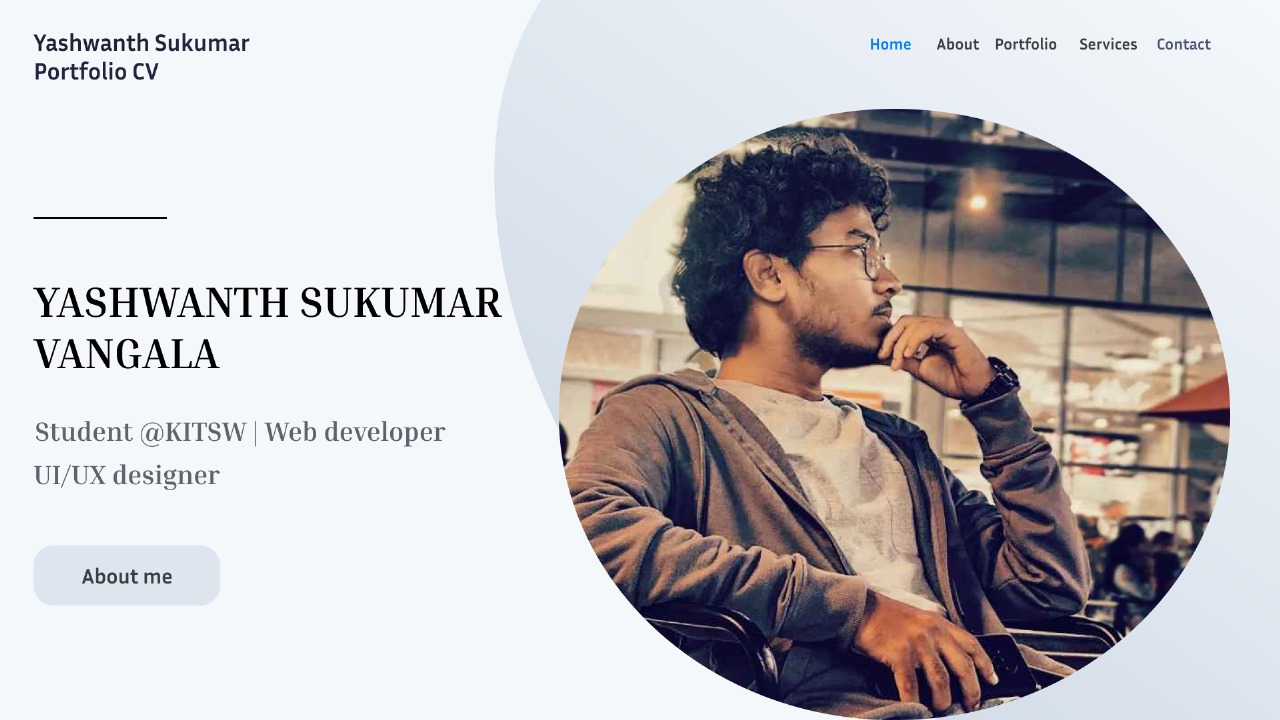 Yashwanth Sukumar
Portfolio CV
Home About Portfolio Services Contact
YASHWANTH SUKUMAR
VANGALA
Student @KITSW | Web developer
UI/UX designer
About me